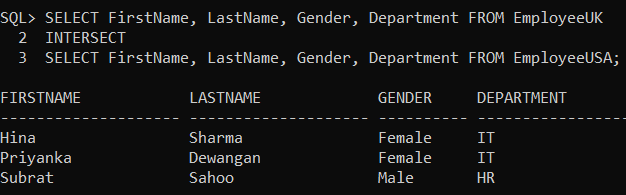 SQL> SELECT FirstName, LastName, Gender, Department FROM EmployeeUK
  2  INTERSECT
  3  SELECT FirstName, LastName, Gender, Department FROM EmployeeUSA;
FIRSTNAME            LASTNAME             GENDER     DEPARTMENT
-------------------- -------------------- ---------- -----------------
Hina                 Sharma               Female     IT
Priyanka             Dewangan             Female     IT
Subrat               Sahoo                Male       HR